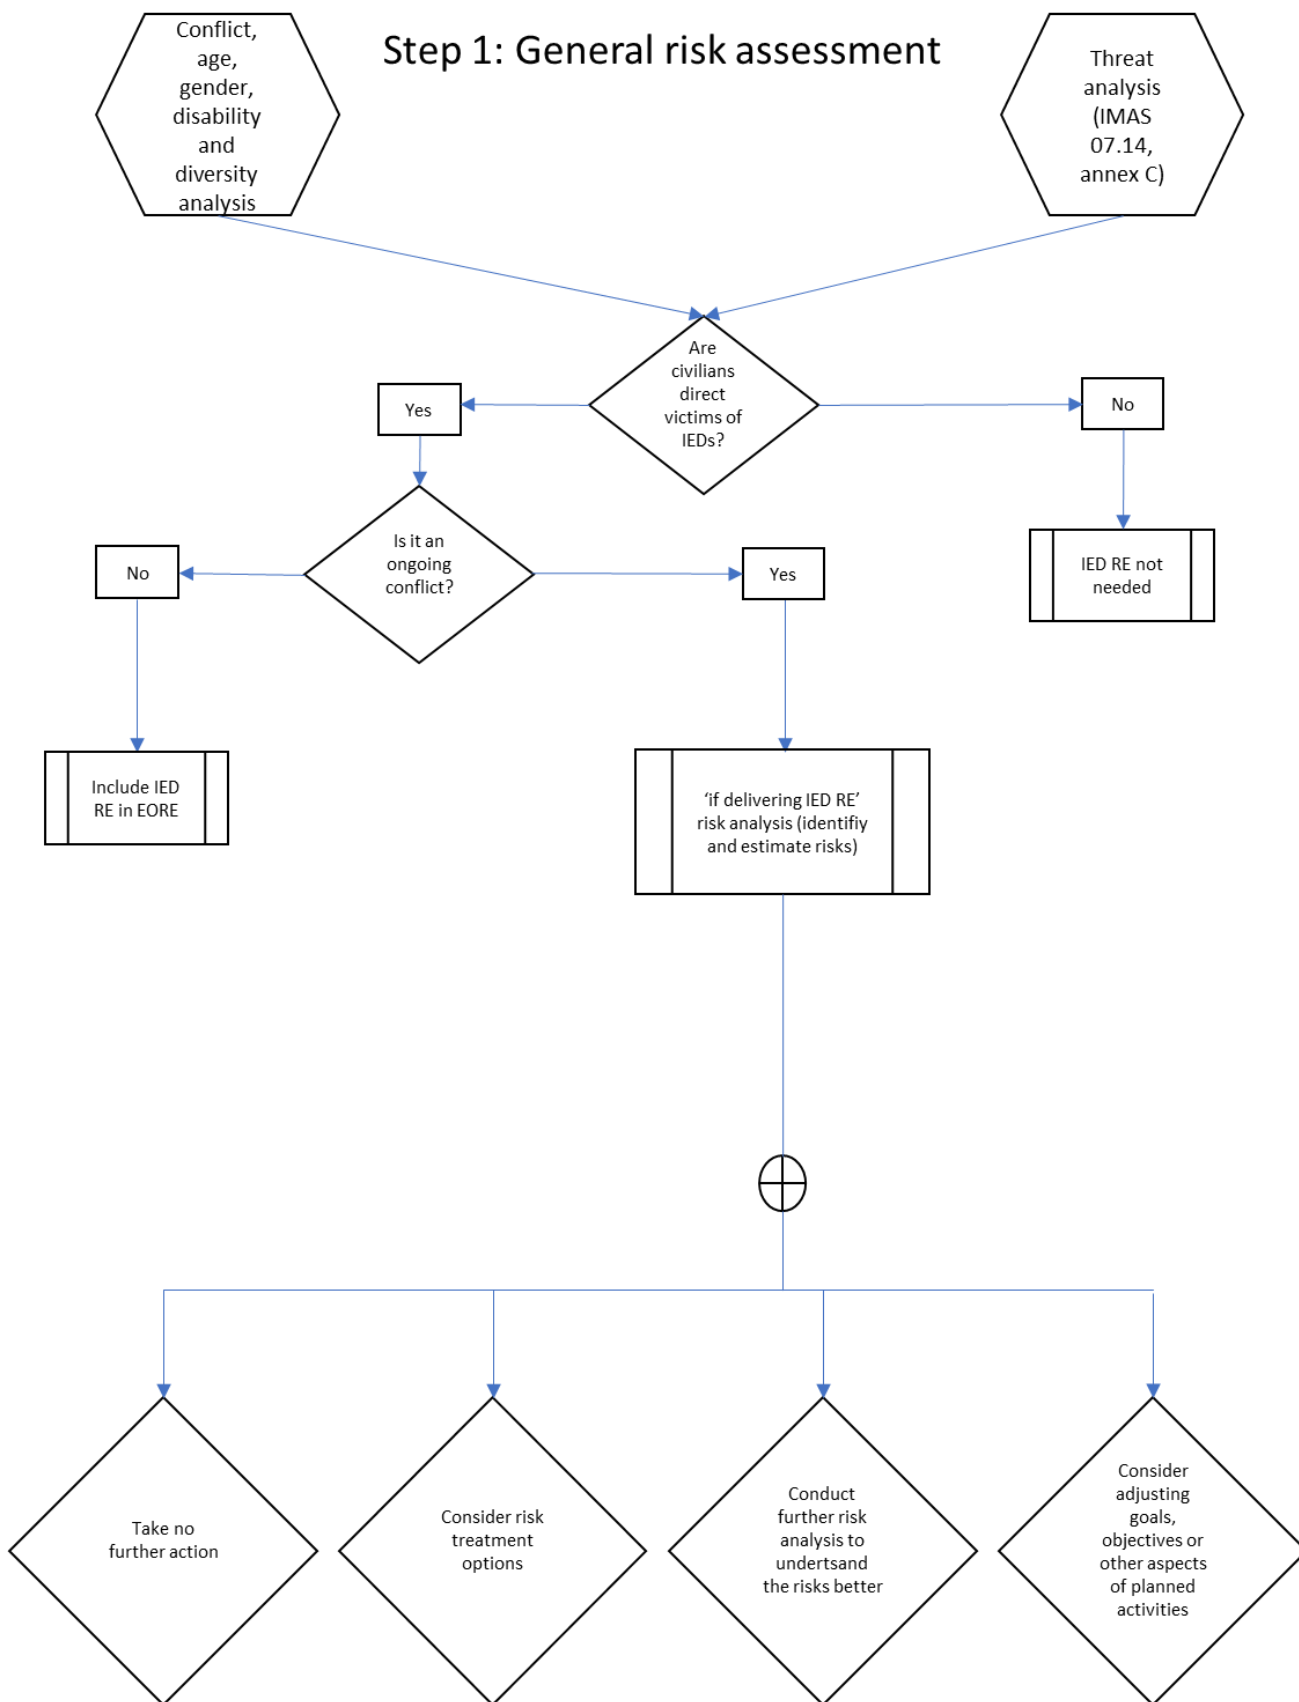 Step 1: General risk assessment
Conflict,
age,
gender,
disability
and
diversity
analysis
Threat
analysis
(IMAS
07.14,
annex C)
Are
civilians
direct
victims of
IEDs?
Yes
No
Is it an
ongoing
conflict?
IED RE not
needed
No
Yes
Include IED
RE in EORE
‘if delivering IED RE’
risk analysis (identifiy
and estimate risks)
Take no
further action
Consider risk
treatment
options
Conduct
further risk
analysis to
undertsand
the risks better
Consider
adjusting
goals,
objectives or
other aspects
of planned
activities